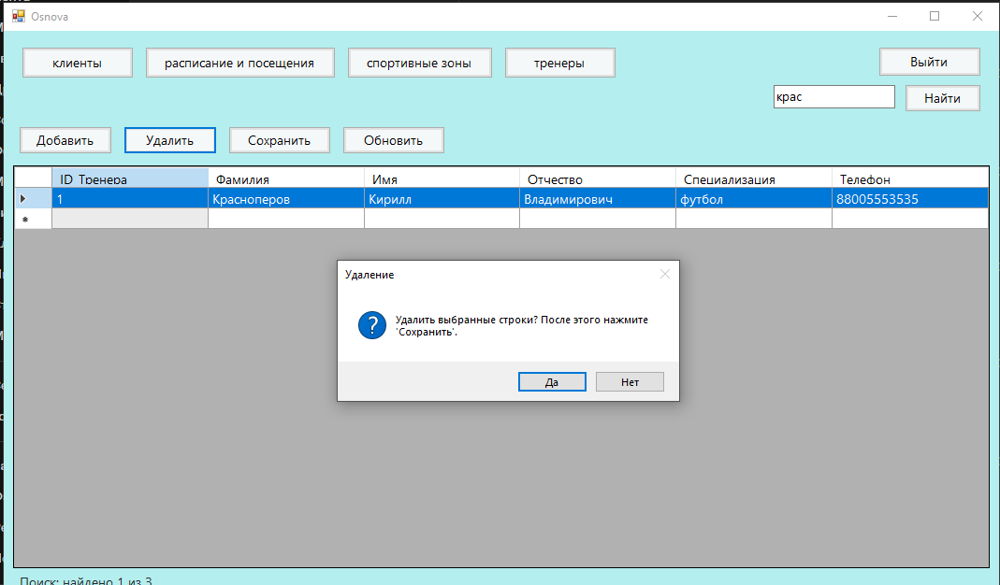 Osnova
клиенты расписание и посещения спортивные зоны тренеры Выйти
крас Найти
Добавить Удалить Сохранить Обновить
ID_Тренера Фамилия Имя Отчество Специализация Телефон
1 Красноперов Кирилл Владимирович футбол 88005553535
Удаление
Удалить выбранные строки? После этого нажмите
'Сохранить'.
Да Нет
Поиск: найдено 1 из 3